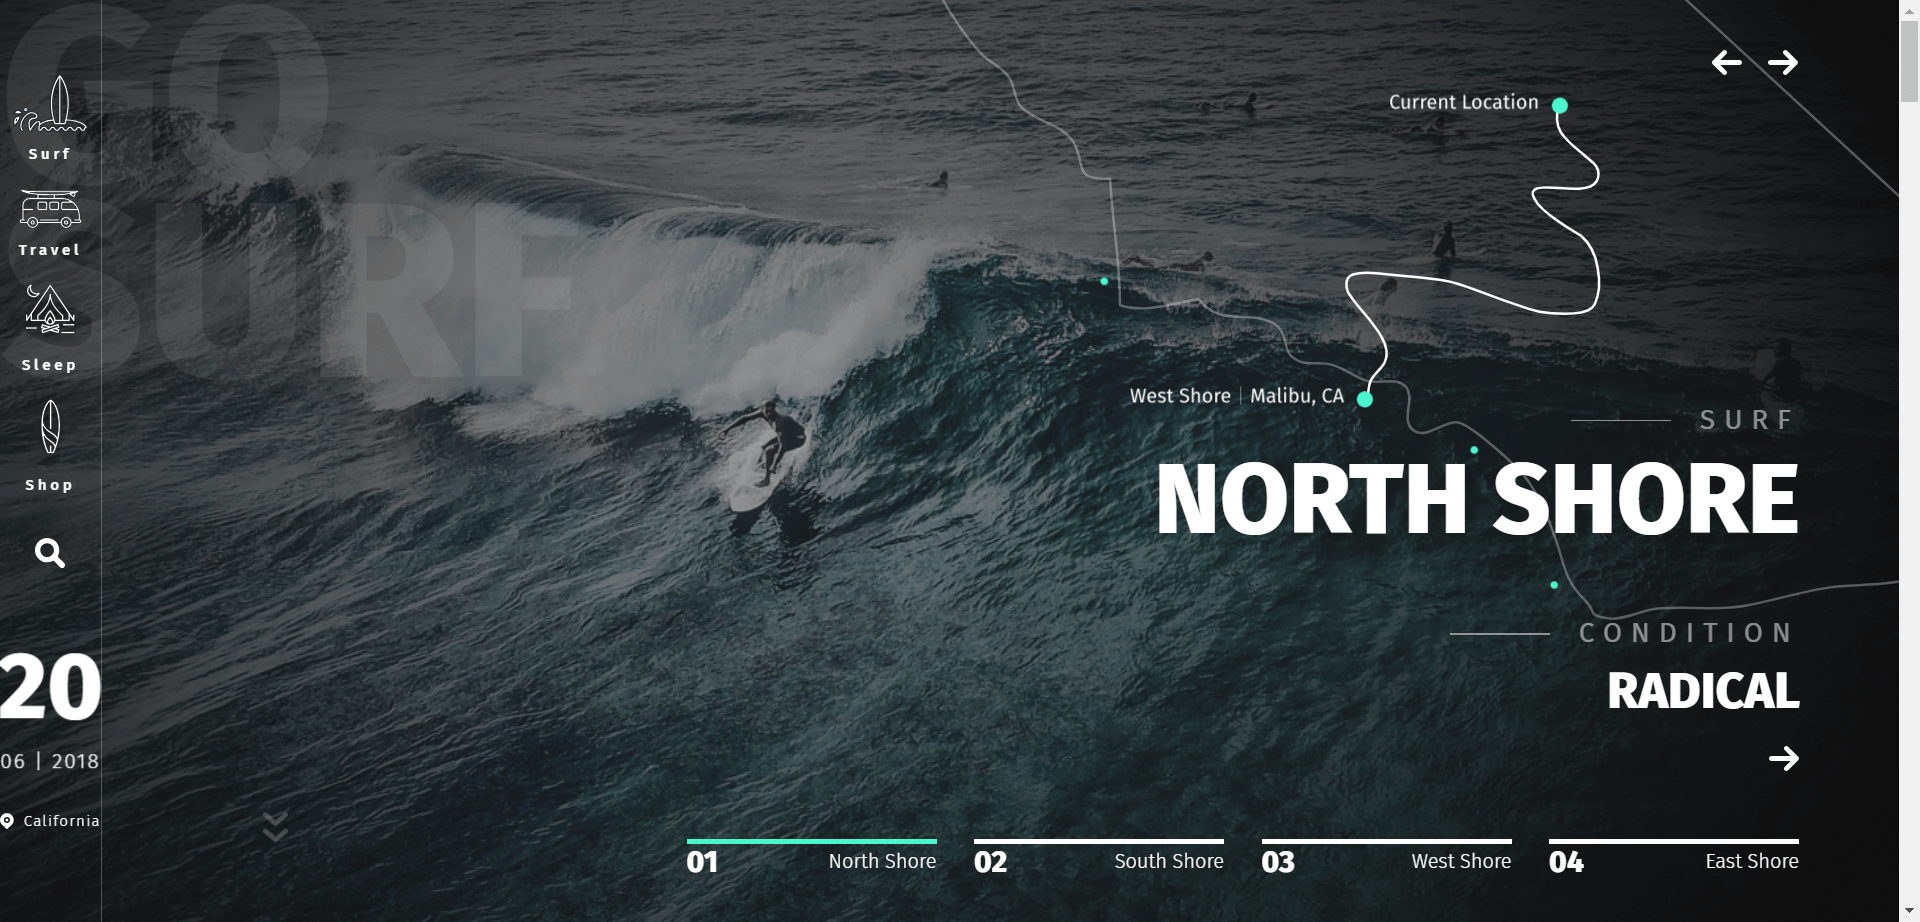 GO
SURF
Surf
Travel
Sleep
Shop
20
06 | 2018
California
Current Location
West Shore | Malibu, CA
SURF
NORTH SHORE
CONDITION
RADICAL
01 North Shore
02 South Shore
03 West Shore
04 East Shore